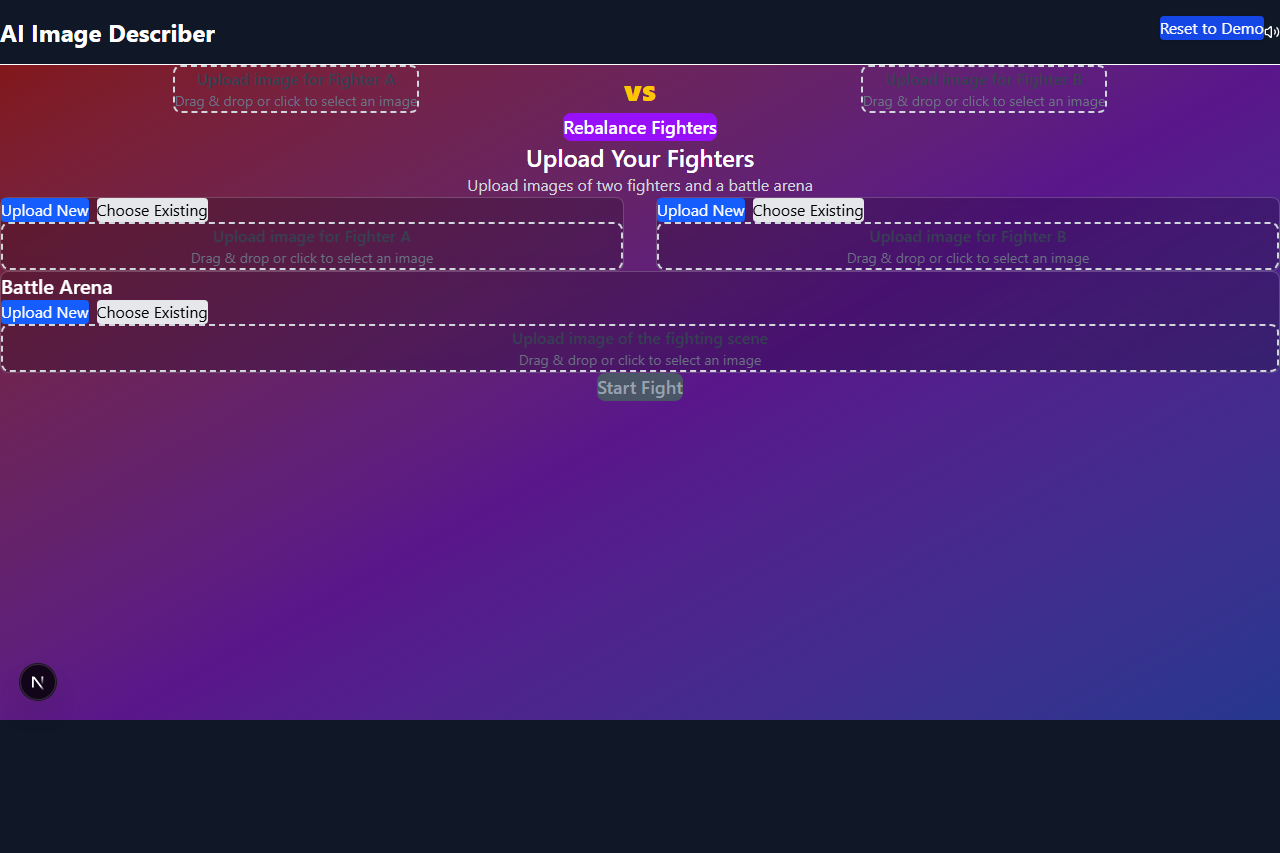 AI Image Describer
Reset to Demo
Upload image for Fighter A
Drag & drop or click to select an image
VS
Upload image for Fighter B
Drag & drop or click to select an image
Rebalance Fighters
Upload Your Fighters
Upload images of two fighters and a battle arena
Upload New Choose Existing
Upload image for Fighter A
Drag & drop or click to select an image
Upload New Choose Existing
Upload image for Fighter B
Drag & drop or click to select an image
Battle Arena
Upload New Choose Existing
Upload image of the fighting scene
Drag & drop or click to select an image
Start Fight
N